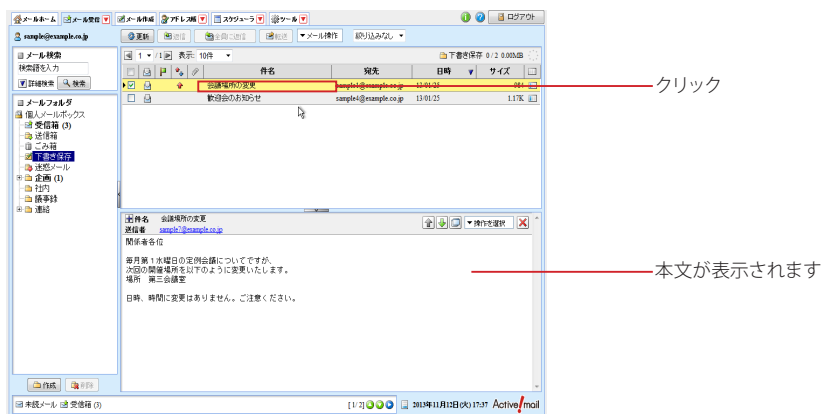 メールホーム メール受信 メール作成 アドレス帳 スケジューラ ツール ログアウト
sample@example.co.jp 更新 返信 全員に返信 転送 ▼メール操作 絞り込みなし ▼
メール検索
検索語を入力
▼詳細検索 検索
1 ▼ /1 表示: 10件 ▼ 下書き保存 0 / 2 0.00MB
件名 宛先 日時 ▼ サイズ
会議場所の変更 sample1@example.co.jp 13/01/25 984
歓迎会のお知らせ sample4@example.co.jp 13/01/25 1.17K
クリック
メールフォルダ
個人メールボックス
受信箱 (3)
送信箱
ごみ箱
下書き保存
迷惑メール
企画 (1)
社内
議事録
連絡
件名 会議場所の変更
送信者 sample7@example.co.jp
▼操作を選択
関係者各位
毎月第1水曜日の定例会議についてですが、
次回の開催場所を以下のように変更いたします。
場所 第三会議室
日時、時間に変更はありません。ご注意ください。
本文が表示されます
作成 削除
未読メール 受信箱 (3) [1/2] 2013年11月12日(火) 17:37 Active!mail